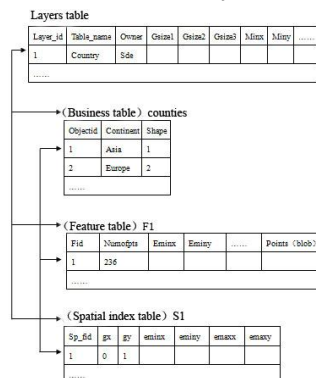 Layers table
Layer_id Table_name Owner Gsize1 Gsize2 Gsize3 Minx Miny ......
1 Country Sde
......
(Business table) counties
Objectid Continent Shape
1 Asia 1
2 Europe 2
......
(Feature table) F1
Fid Numofpts Eminx Eminy ...... Points (blob)
1 236
......
(Spatial index table) S1
Sp_fid gx gy eminx eminy emaxx emaxy
1 0 1
......